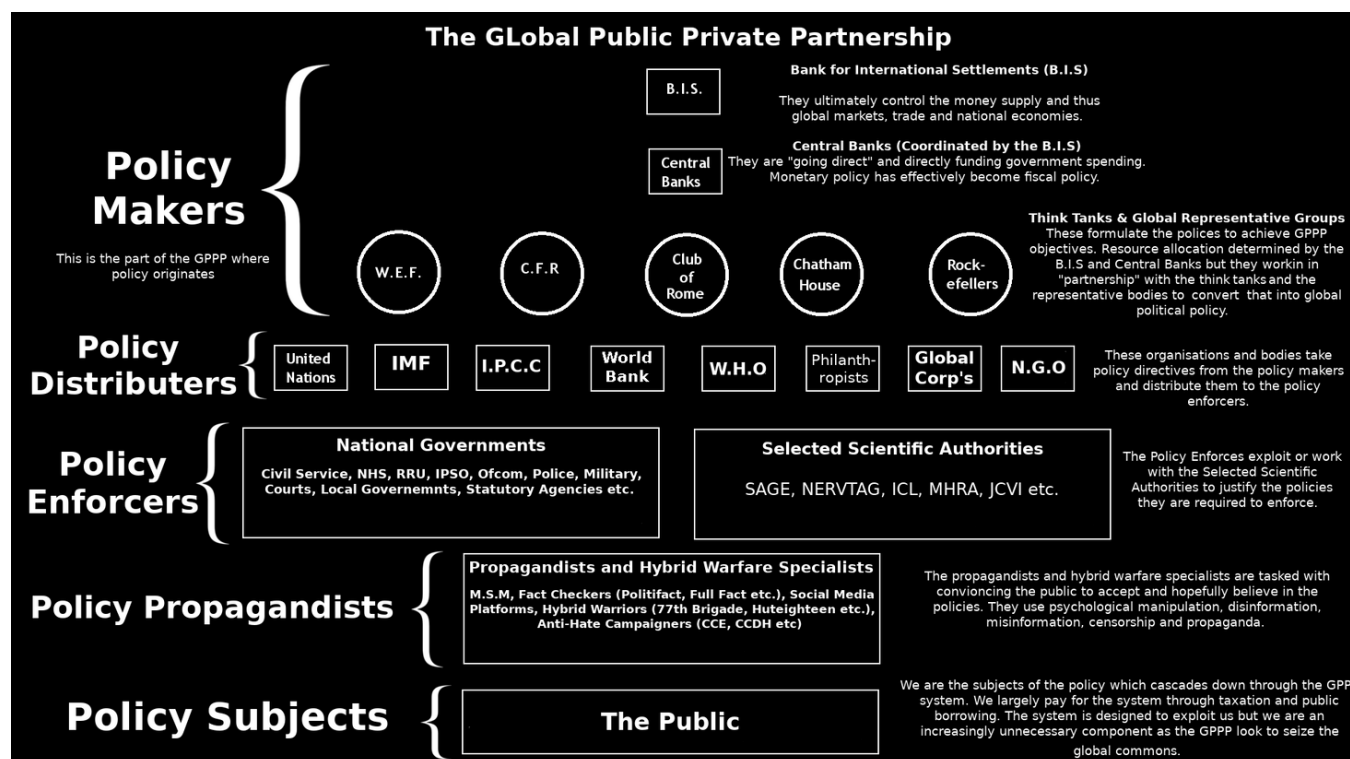 The GLobal Public Private Partnership
Policy
Makers
This is the part of the GPPP where
policy originates
B.I.S.
Bank for International Settlements (B.I.S)
They ultimately control the money supply and thus
global markets, trade and national economies.
Central
Banks
Central Banks (Coordinated by the B.I.S)
They are "going direct" and directly funding government spending.
Monetary policy has effectively become fiscal policy.
W.E.F.
C.F.R
Club
of
Rome
Chatham
House
Rock-
efellers
Think Tanks & Global Representative Groups
These formulate the polices to achieve GPPP
objectives. Resource allocation determined by the
B.I.S and Central Banks but they workin in
"partnership" with the think tanks and the
representative bodies to convert that into global
political policy.
Policy
Distributers
United
Nations
IMF
I.P.C.C
World
Bank
W.H.O
Philanth-
ropists
Global
Corp's
N.G.O
These organisations and bodies take
policy directives from the policy makers
and distribute them to the policy
enforcers.
Policy
Enforcers
National Governments
Civil Service, NHS, RRU, IPSO, Ofcom, Police, Military,
Courts, Local Governemnts, Statutory Agencies etc.
Selected Scientific Authorities
SAGE, NERVTAG, ICL, MHRA, JCVI etc.
The Policy Enforces exploit or work
with the Selected Scientific
Authorities to justify the policies
they are required to enforce.
Policy Propagandists
Propagandists and Hybrid Warfare Specialists
M.S.M, Fact Checkers (Politifact, Full Fact etc.), Social Media
Platforms, Hybrid Warriors (77th Brigade, Huteighteen etc.),
Anti-Hate Campaigners (CCE, CCDH etc)
The propagandists and hybrid warfare specialists are tasked with
convioncing the public to accept and hopefully believe in the
policies. They use psychological manipulation, disinformation,
misinformation, censorship and propaganda.
Policy Subjects
The Public
We are the subjects of the policy which cascades down through the GPP
system. We largely pay for the system through taxation and public
borrowing. The system is designed to exploit us but we are an
increasingly unnecessary component as the GPPP look to seize the
global commons.